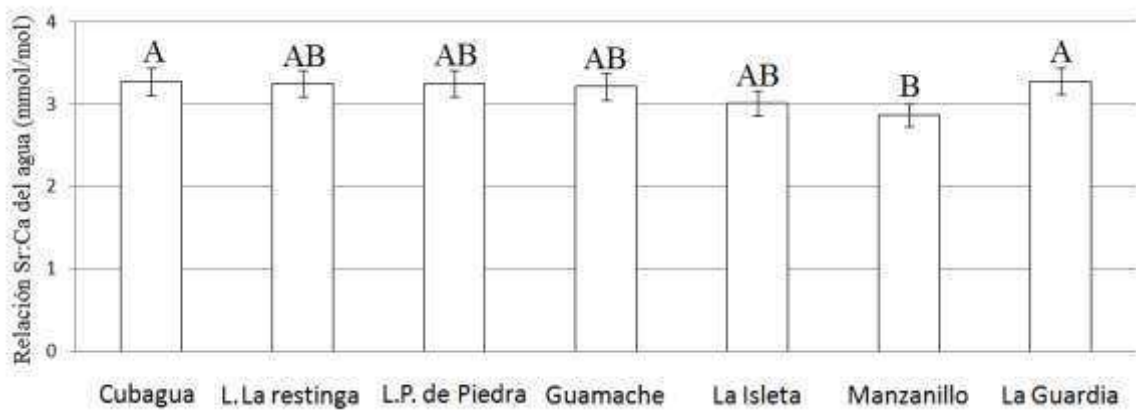 Relación Sr:Ca del agua (mmol/mol)
4
3
2
1
0
A
AB
AB
AB
AB
B
A
Cubagua
L.La restinga
L.P. de Piedra
Guamache
La Isleta
Manzanillo
La Guardia